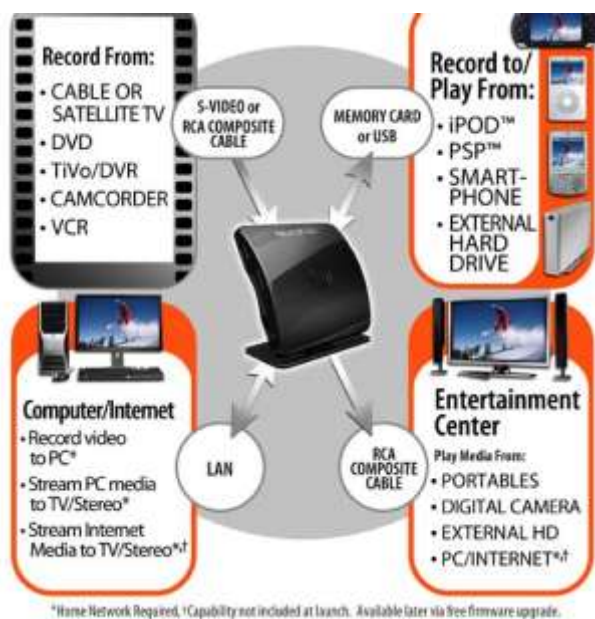 Record From:
• CABLE OR
SATELLITE TV
• DVD
• TiVo/DVR
• CAMCORDER
• VCR
S-VIDEO or
RCA COMPOSITE
CABLE
MEMORY CARD
or USB
Record to/
Play From:
• iPOD™
• PSP™
• SMART-
PHONE
• EXTERNAL
HARD
DRIVE
Computer/Internet
• Record video
to PC*
• Stream PC media
to TV/Stereo*
• Stream Internet
Media to TV/Stereo*,†
LAN
RCA
COMPOSITE
CABLE
Entertainment
Center
Play Media From:
• PORTABLES
• DIGITAL CAMERA
• EXTERNAL HD
• PC/INTERNET*,†
*Home Network Required, †Capability not included at launch. Available later via free firmware upgrade.